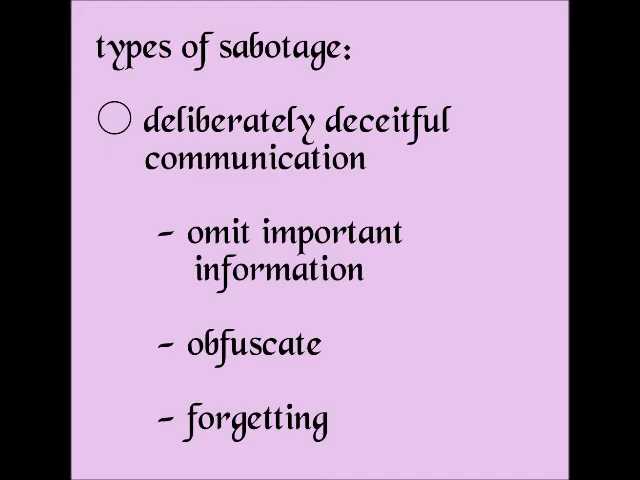 types of sabotage:
deliberately deceitful
communication
- omit important
information
- obfuscate
- forgetting